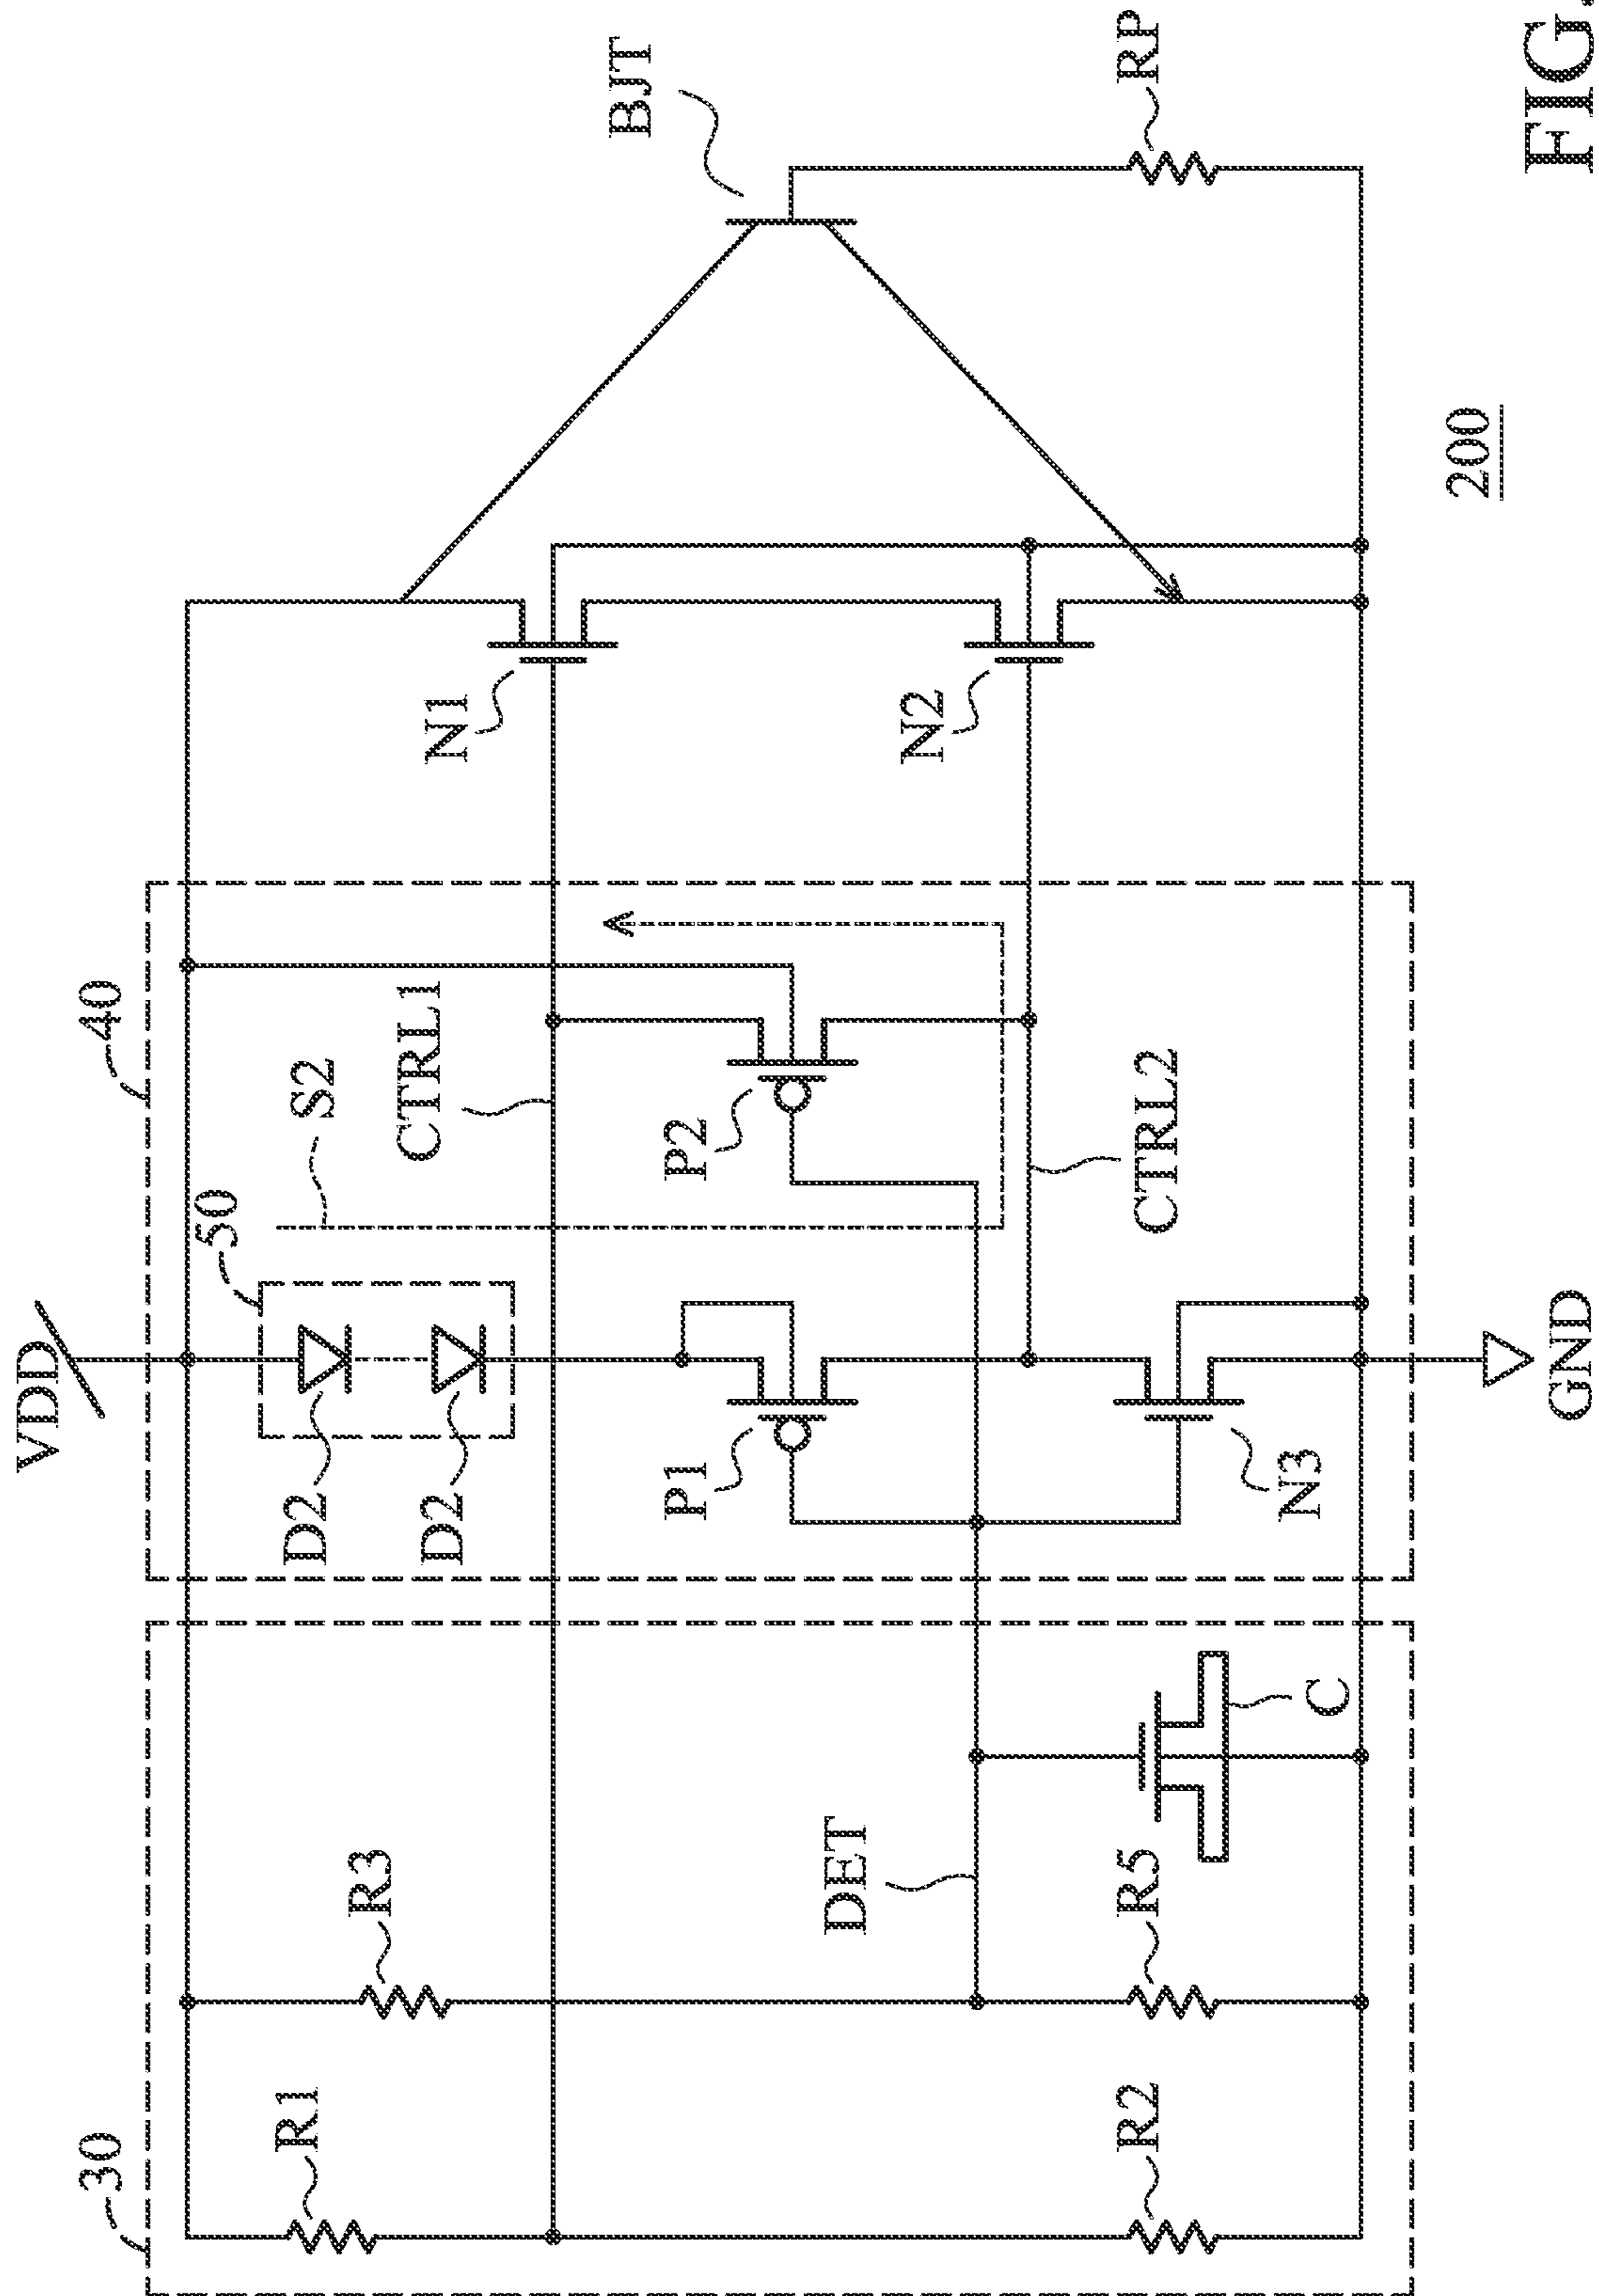 VDD
30
40
50
S2
R1
R3
D2
D2
CTRL1
N1
BJT
P1
P2
DET
N2
R2
R5
C
N3
CTRL2
RP
GND
200
FIG.